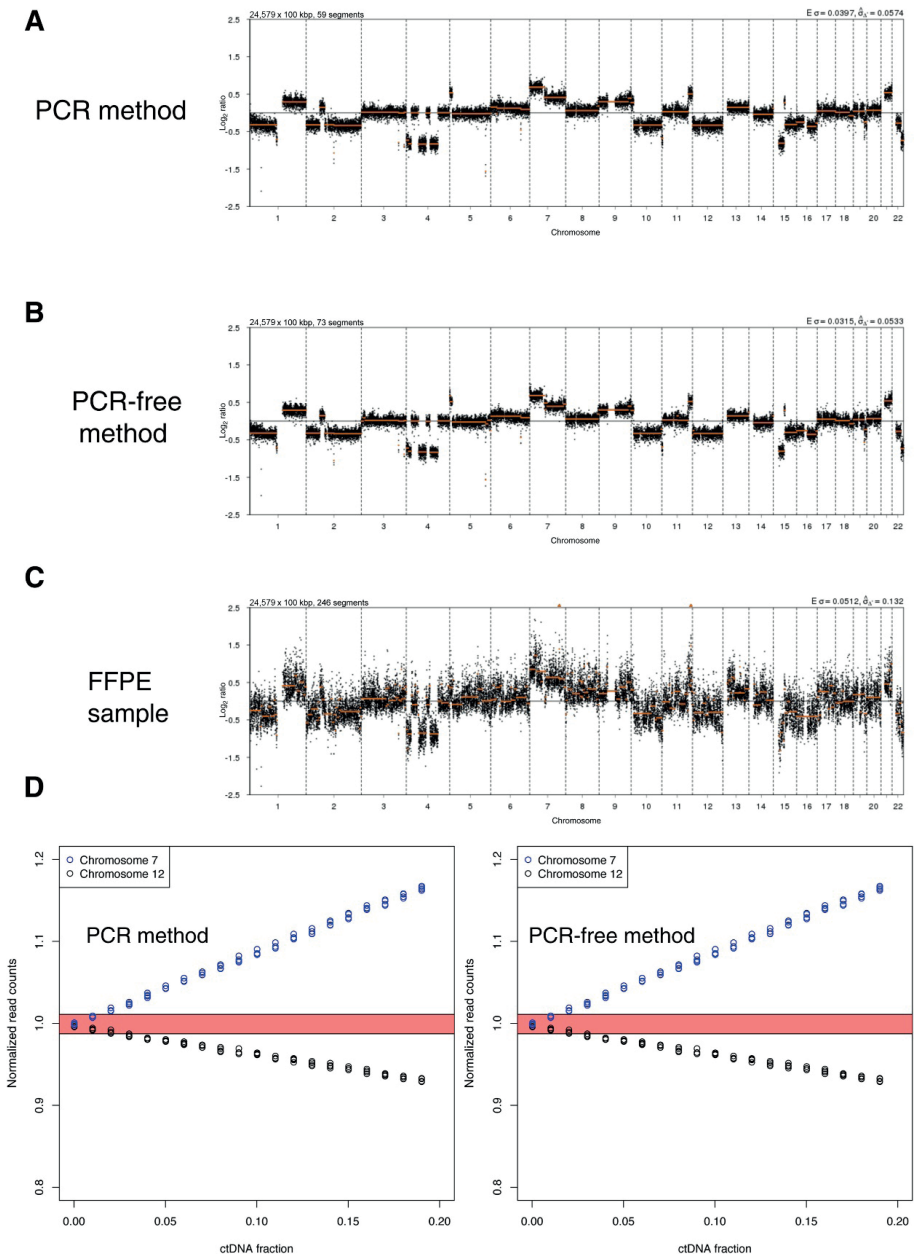 A
PCR method
24,579 x 100 kbp, 59 segments
E σ = 0.0397, σ̂Δ' = 0.0574
Log2 ratio
2.5
1.5
0.5
-0.5
-1.5
-2.5
1 2 3 4 5 6 7 8 9 10 11 12 13 14 15 16 17 18 20 22
Chromosome
B
PCR-free
method
24,579 x 100 kbp, 73 segments
E σ = 0.0315, σ̂Δ' = 0.0533
Log2 ratio
2.5
1.5
0.5
-0.5
-1.5
-2.5
1 2 3 4 5 6 7 8 9 10 11 12 13 14 15 16 17 18 20 22
Chromosome
C
FFPE
sample
24,579 x 100 kbp, 246 segments
E σ = 0.0512, σ̂Δ' = 0.132
Log2 ratio
2.5
1.5
0.5
-0.5
-1.5
-2.5
1 2 3 4 5 6 7 8 9 10 11 12 13 14 15 16 17 18 20 22
Chromosome
D
Chromosome 7
Chromosome 12
PCR method
Normalized read counts
1.2
1.1
1.0
0.9
0.8
0.00 0.05 0.10 0.15 0.20
ctDNA fraction
Chromosome 7
Chromosome 12
PCR-free method
Normalized read counts
1.2
1.1
1.0
0.9
0.8
0.00 0.05 0.10 0.15 0.20
ctDNA fraction